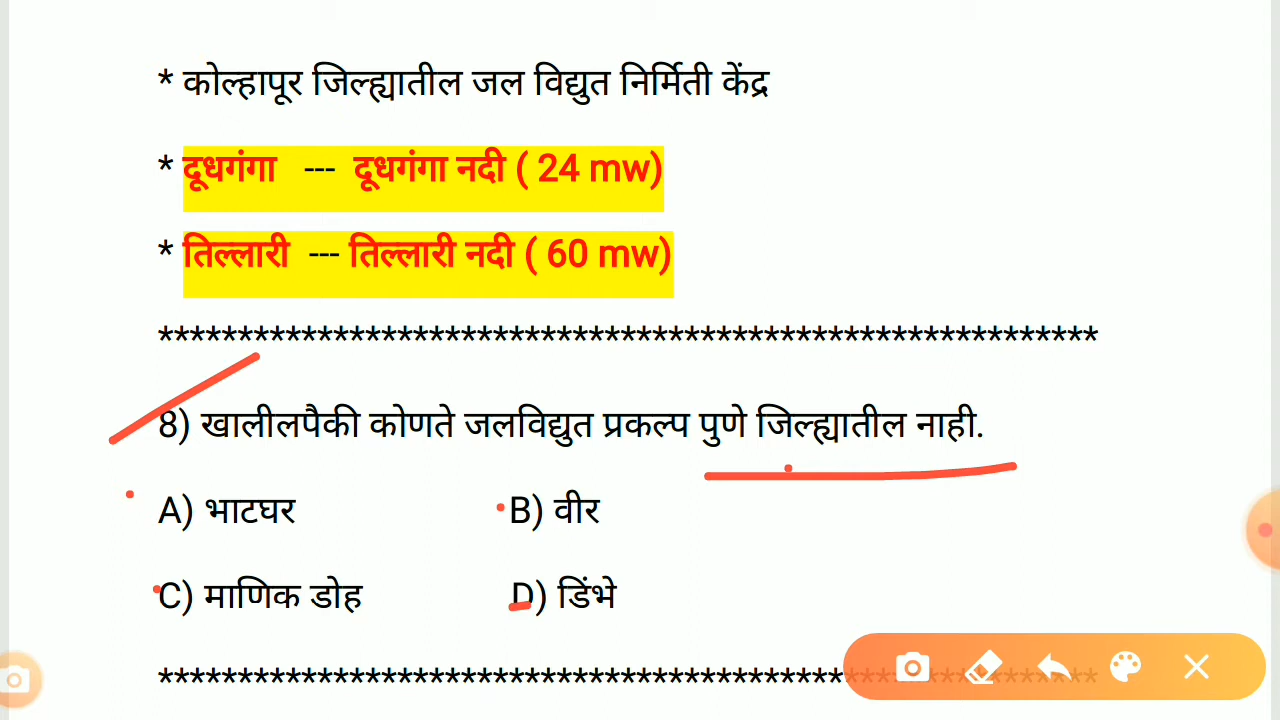 * कोल्हापूर जिल्ह्यातील जल विद्युत निर्मिती केंद्र
* दूधगंगा --- दूधगंगा नदी ( 24 mw)
* तिल्लारी --- तिल्लारी नदी ( 60 mw)
***********************************************************
8) खालीलपैकी कोणते जलविद्युत प्रकल्प पुणे जिल्ह्यातील नाही.
A) भाटघर B) वीर
C) माणिक डोह D) डिंभे
***********************************************************